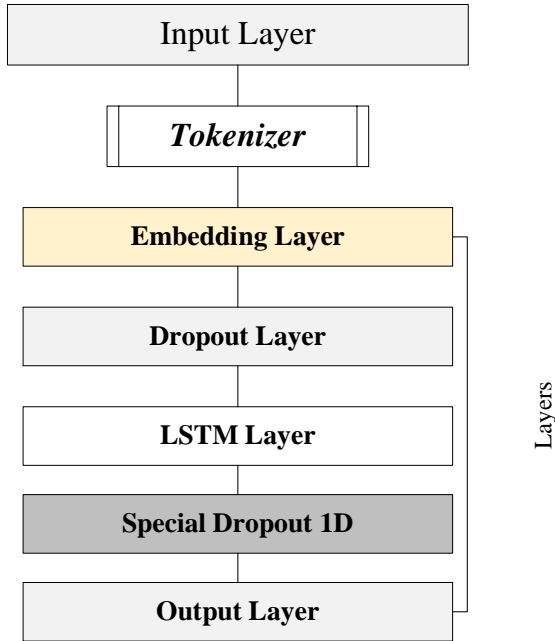 Input Layer
Tokenizer
Embedding Layer
Dropout Layer
LSTM Layer
Special Dropout 1D
Output Layer
Layers